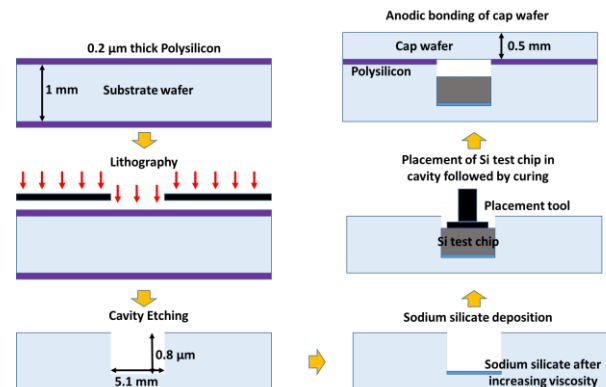 0.2 µm thick Polysilicon
1 mm
Substrate wafer
Lithography
Cavity Etching
0.8 µm
5.1 mm
Sodium silicate deposition
Sodium silicate after
increasing viscosity
Placement of Si test chip in
cavity followed by curing
Placement tool
Si test chip
Anodic bonding of cap wafer
Cap wafer
0.5 mm
Polysilicon